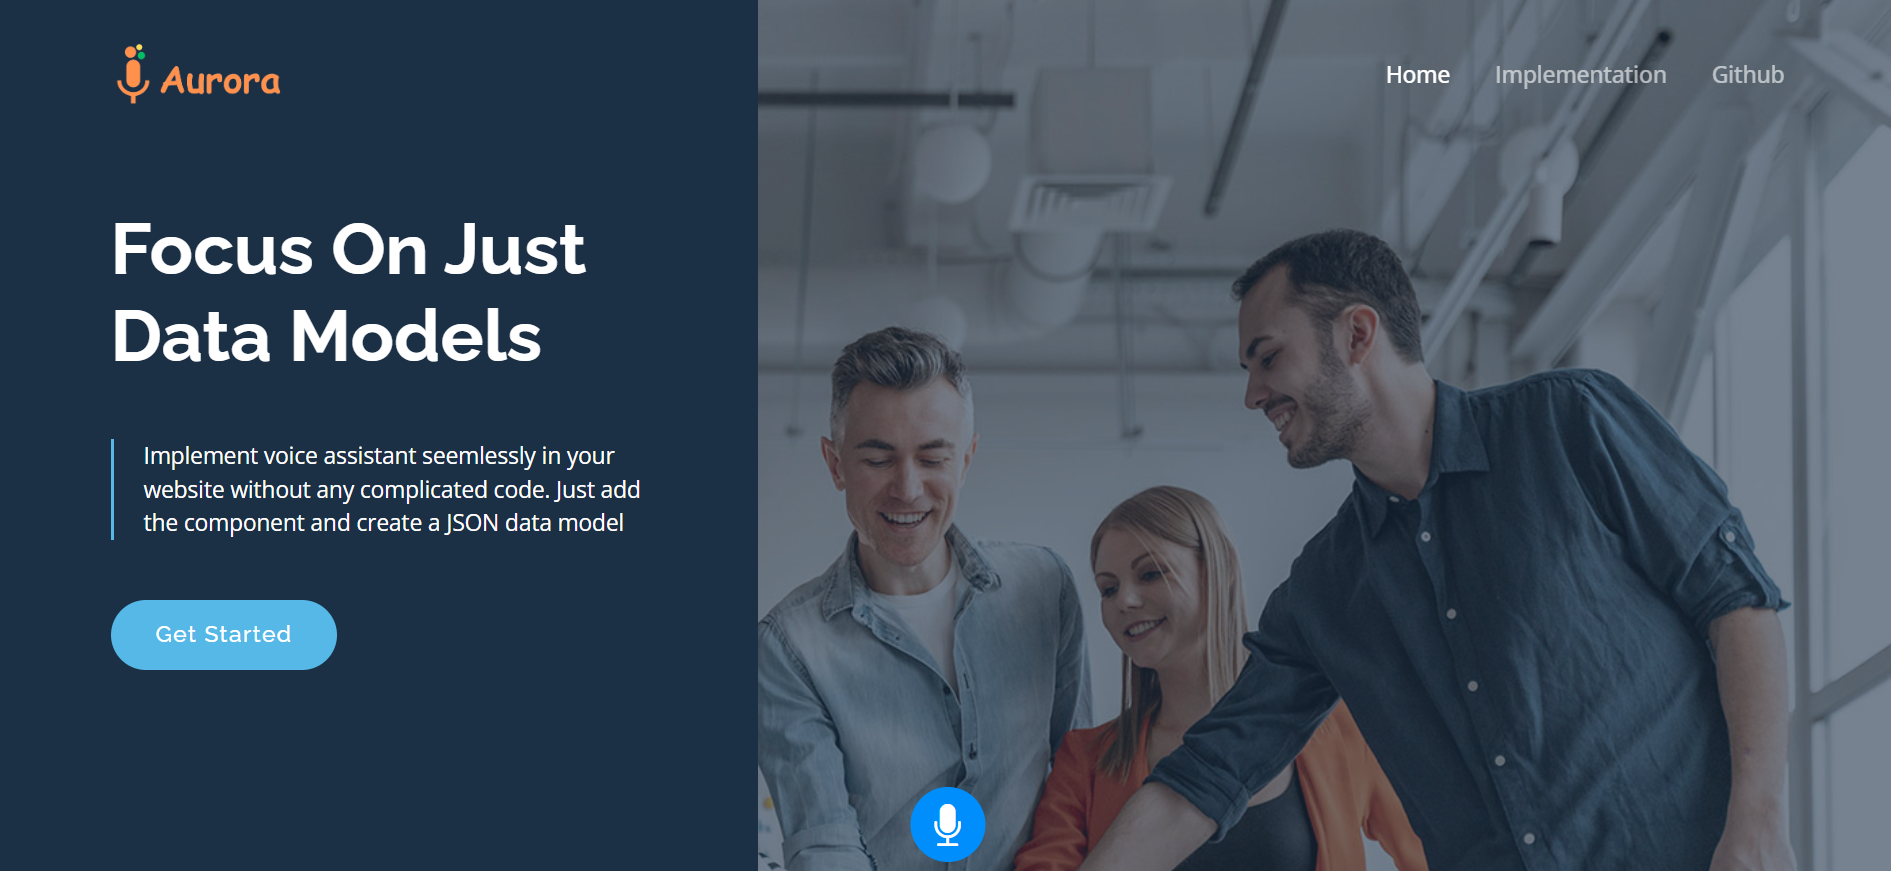 Aurora
Home
Implementation
Github
Focus On Just
Data Models
Implement voice assistant seemlessly in your
website without any complicated code. Just add
the component and create a JSON data model
Get Started